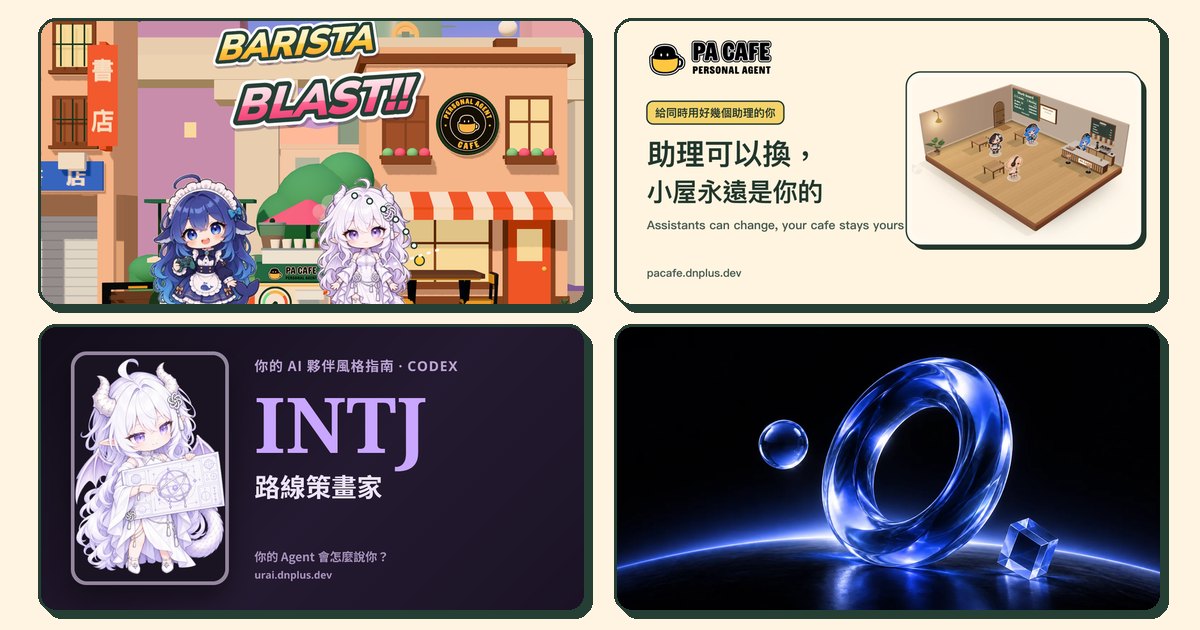 BARISTA
BLAST!!
書店
店
PERSONAL AGENT
CAFE
PA CAFE
PA CAFE
PERSONAL AGENT
給同時用好幾個助理的你
助理可以換，
小屋永遠是你的
Assistants can change, your cafe stays yours
pacafe.dnplus.dev
你的 AI 夥伴風格指南 · CODEX
INTJ
路線策畫家
你的 Agent 會怎麼說你？
urai.dnplus.dev